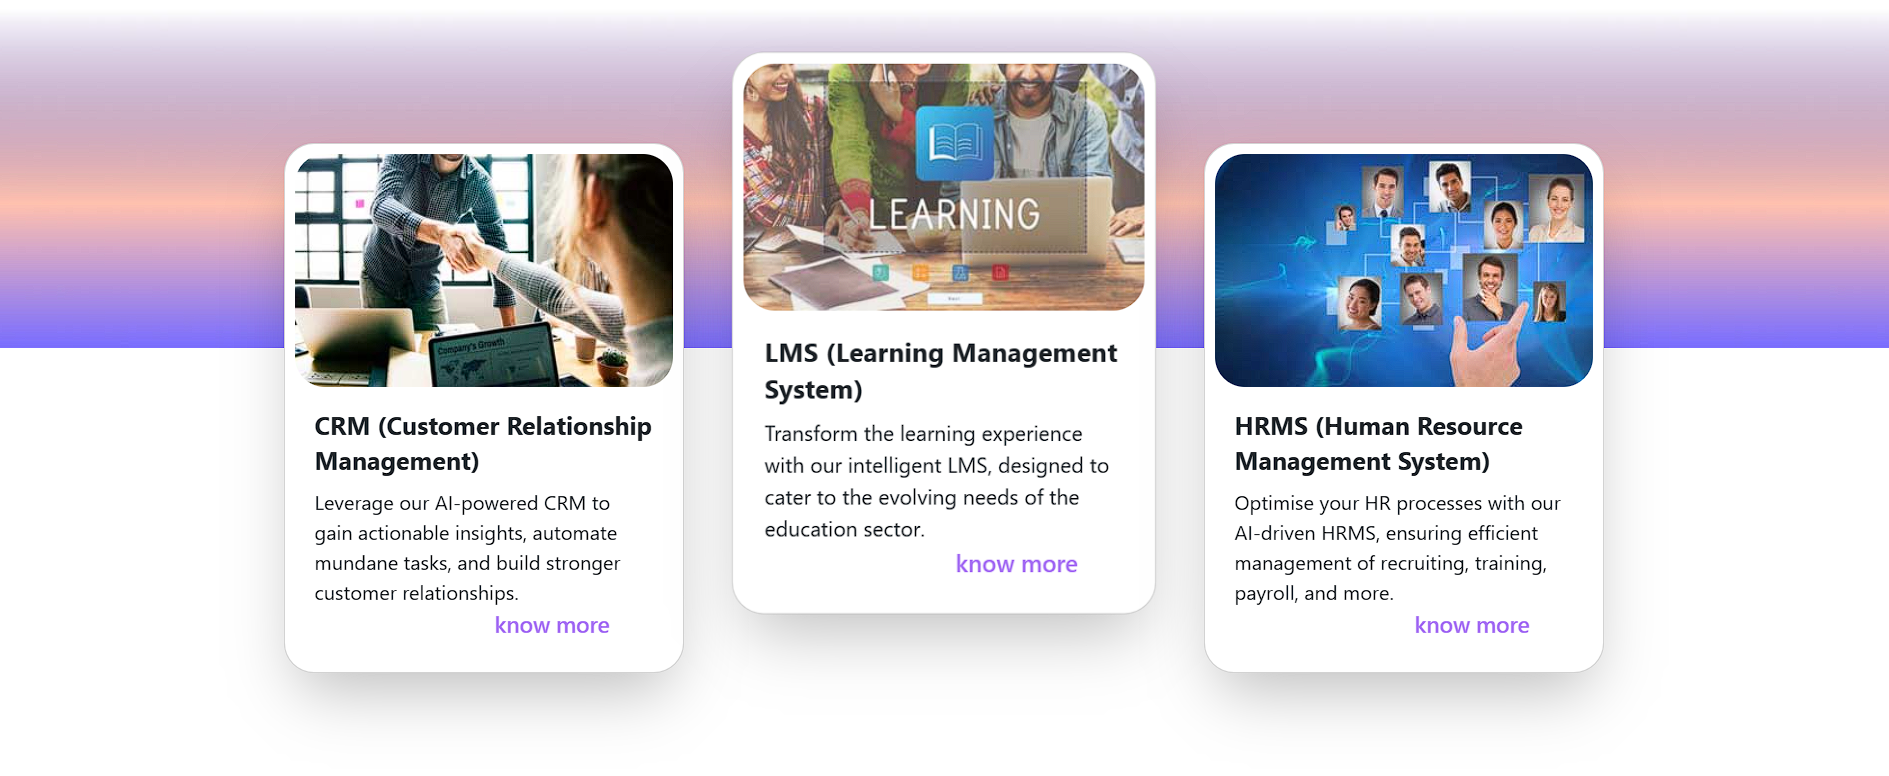 Company's Growth
CRM (Customer Relationship
Management)
Leverage our AI-powered CRM to
gain actionable insights, automate
mundane tasks, and build stronger
customer relationships.
know more
LEARNING
LMS (Learning Management
System)
Transform the learning experience
with our intelligent LMS, designed to
cater to the evolving needs of the
education sector.
know more
HRMS (Human Resource
Management System)
Optimise your HR processes with our
AI-driven HRMS, ensuring efficient
management of recruiting, training,
payroll, and more.
know more